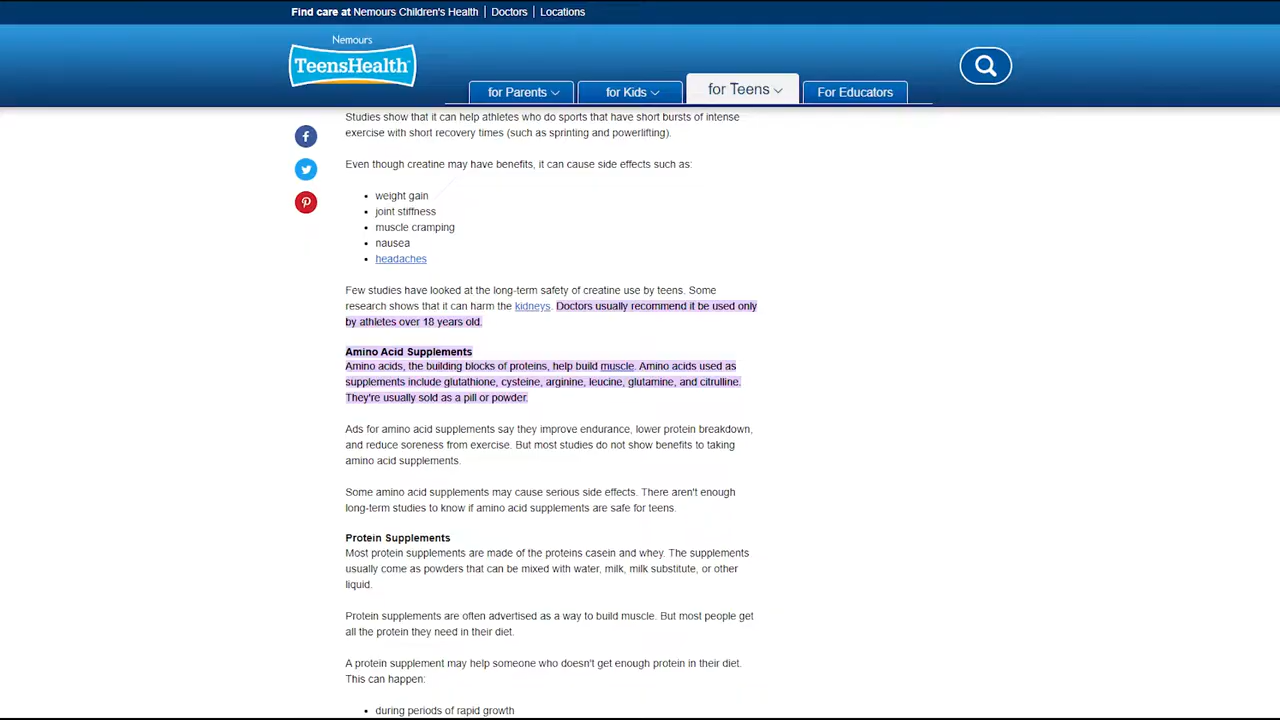 Find care at Nemours Children's Health | Doctors | Locations
Nemours
TeensHealth
for Parents
for Kids
for Teens
For Educators
Studies show that it can help athletes who do sports that have short bursts of intense
exercise with short recovery times (such as sprinting and powerlifting).
Even though creatine may have benefits, it can cause side effects such as:
• weight gain
• joint stiffness
• muscle cramping
• nausea
• headaches
Few studies have looked at the long-term safety of creatine use by teens. Some
research shows that it can harm the kidneys. Doctors usually recommend it be used only
by athletes over 18 years old.
Amino Acid Supplements
Amino acids, the building blocks of proteins, help build muscle. Amino acids used as
supplements include glutathione, cysteine, arginine, leucine, glutamine, and citrulline.
They're usually sold as a pill or powder.
Ads for amino acid supplements say they improve endurance, lower protein breakdown,
and reduce soreness from exercise. But most studies do not show benefits to taking
amino acid supplements.
Some amino acid supplements may cause serious side effects. There aren't enough
long-term studies to know if amino acid supplements are safe for teens.
Protein Supplements
Most protein supplements are made of the proteins casein and whey. The supplements
usually come as powders that can be mixed with water, milk, milk substitute, or other
liquid.
Protein supplements are often advertised as a way to build muscle. But most people get
all the protein they need in their diet.
A protein supplement may help someone who doesn't get enough protein in their diet.
This can happen:
• during periods of rapid growth